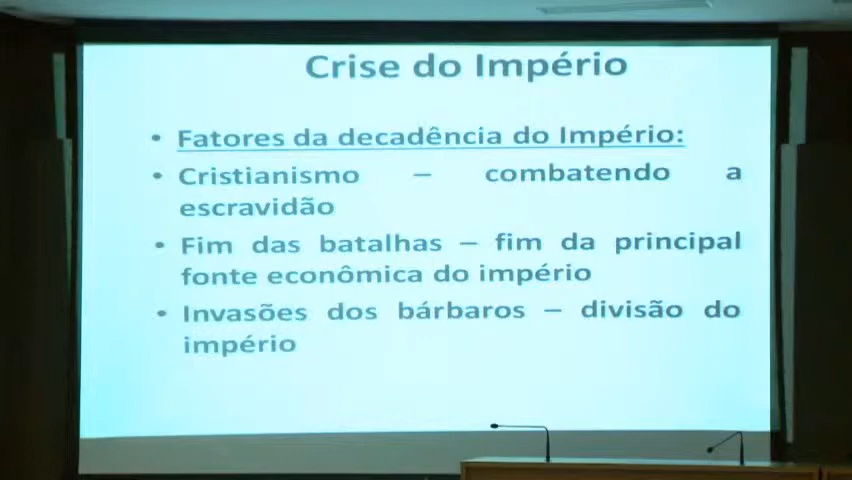 Crise do Império
• Fatores da decadência do Império:
• Cristianismo – combatendo a
escravidão
• Fim das batalhas – fim da principal
fonte econômica do império
• Invasões dos bárbaros – divisão do
império